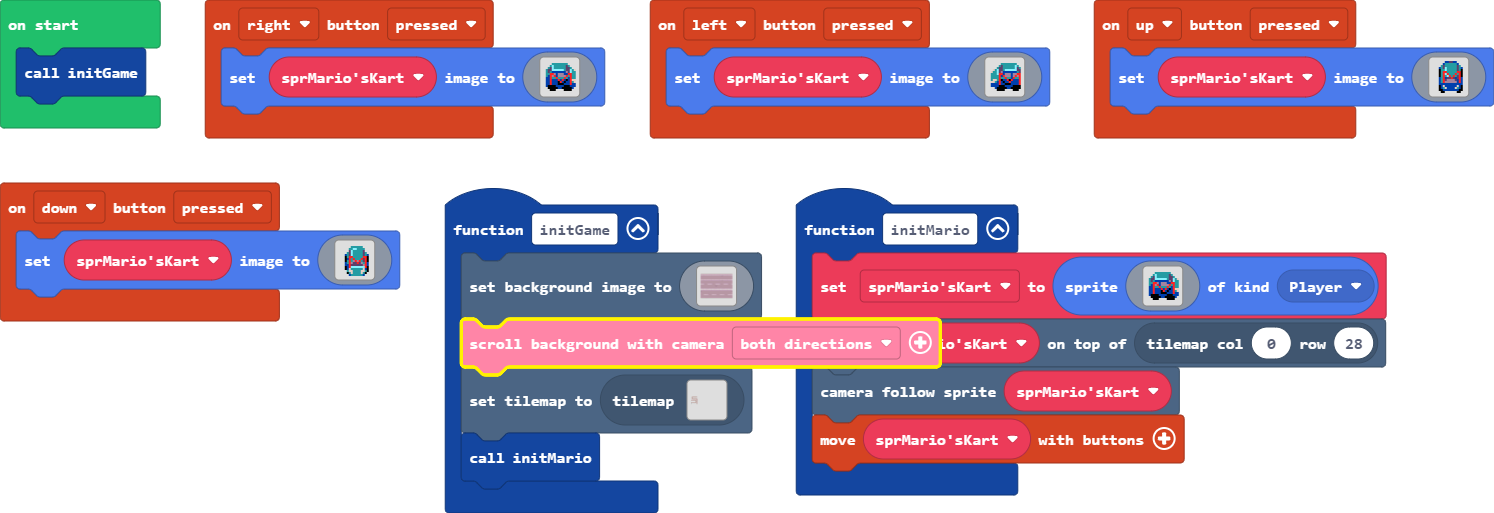 on start
call initGame
on right button pressed
set sprMario'sKart image to
on left button pressed
set sprMario'sKart image to
on up button pressed
set sprMario'sKart image to
on down button pressed
set sprMario'sKart image to
function initGame
set background image to
scroll background with camera both directions
set tilemap to tilemap
call initMario
function initMario
set sprMario'sKart to sprite of kind Player
io'sKart on top of tilemap col 0 row 28
camera follow sprite sprMario'sKart
move sprMario'sKart with buttons